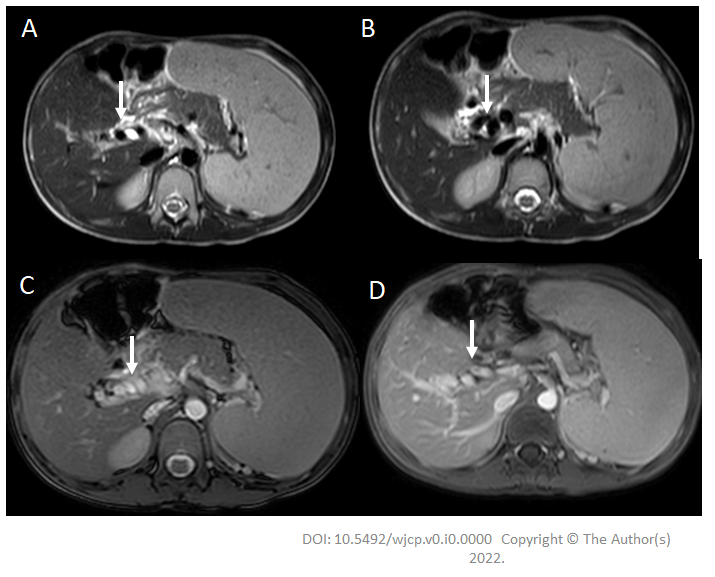 A
B
C
D
DOI: 10.5492/wjcp.v0.i0.0000 Copyright © The Author(s)
2022.